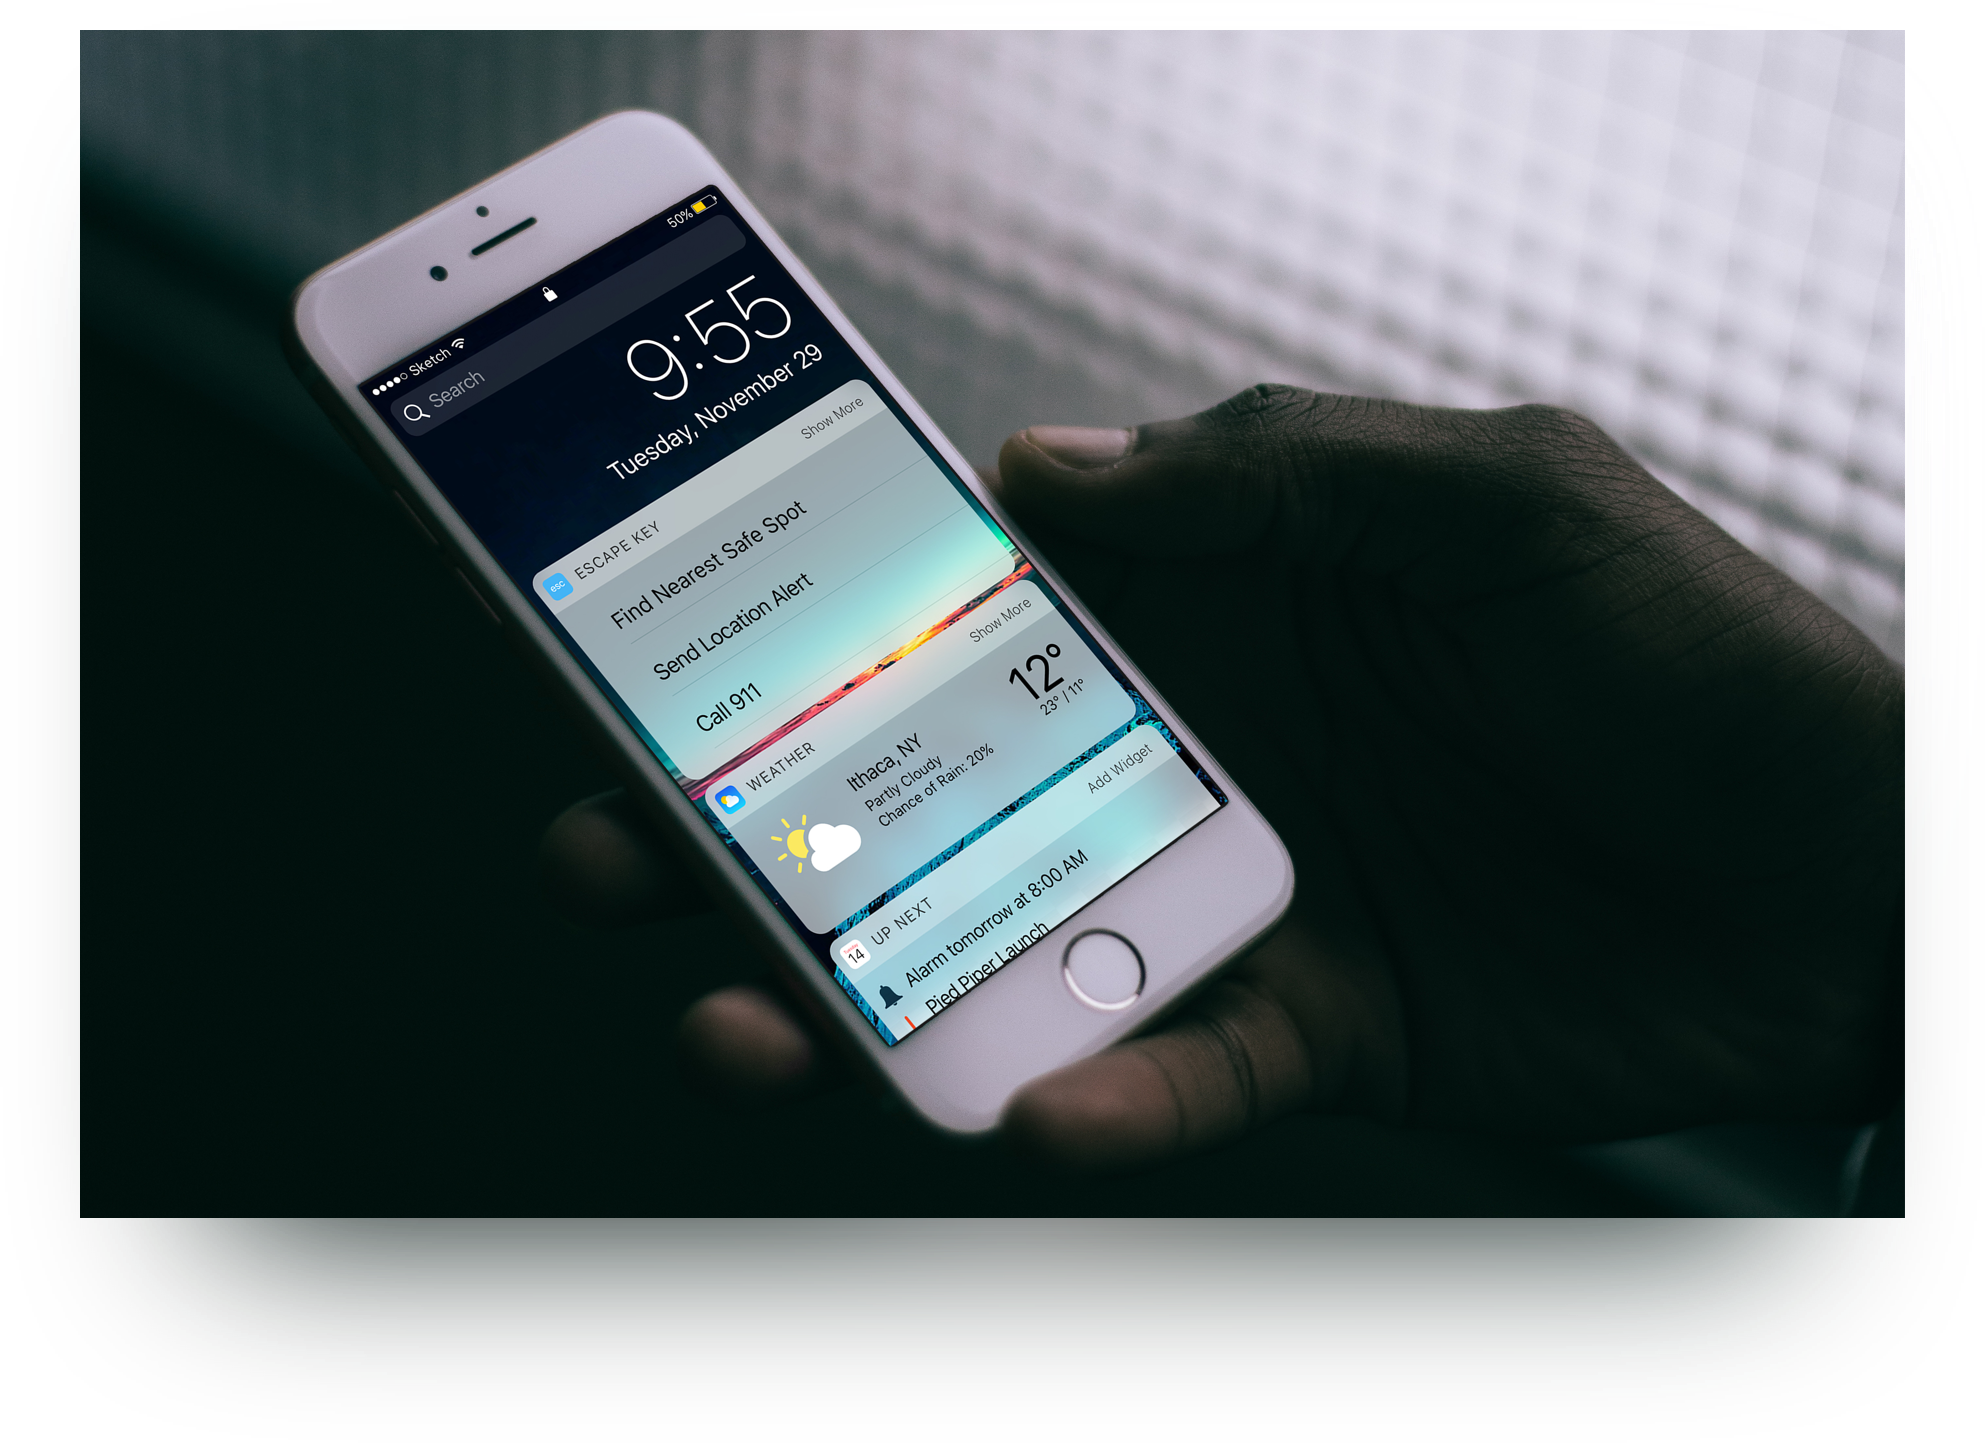 Sketch
50%
Search
9:55
Tuesday, November 29
esc
ESCAPE KEY
Show More
Find Nearest Safe Spot
Send Location Alert
Call 911
WEATHER
Show More
Ithaca, NY
Partly Cloudy
Chance of Rain: 20%
12°
23° / 11°
UP NEXT
Add Widget
Tuesday
14
Alarm tomorrow at 8:00 AM
Pied Piper Launch